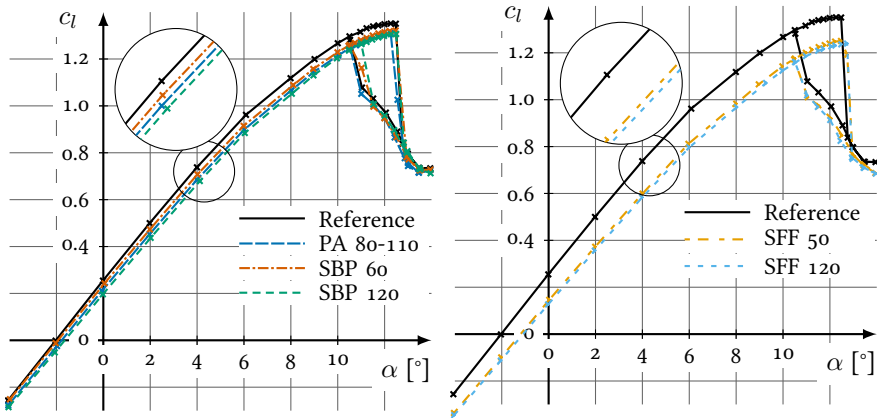 c_l
1.2
1.0
0.8
0.6
0.4
0
Reference
PA 80-110
SBP 60
SBP 120
0 2 4 6 8 10
α [°]
c_l
1.2
1.0
0.8
0.6
0.4
0
Reference
SFF 50
SFF 120
0 2 4 6 8 10
α [°]